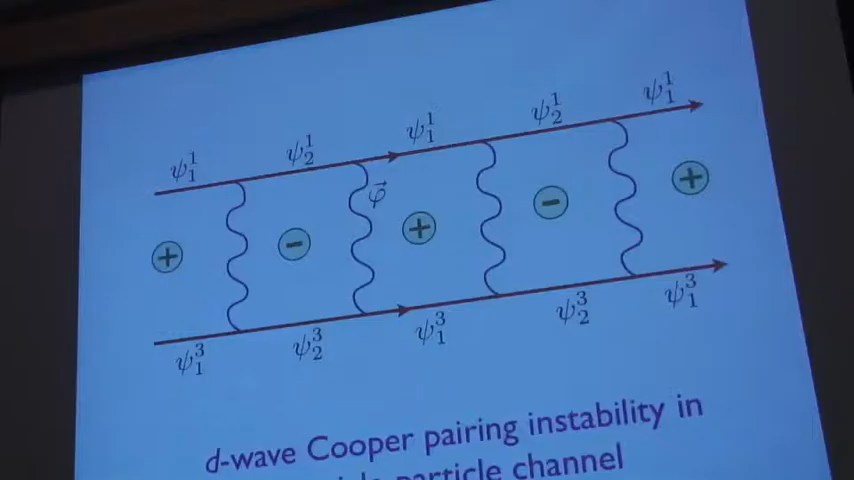 ψ₁¹ ψ₂¹ ψ₁¹ ψ₂¹ ψ₁¹
φ⃗
+ − + − +
ψ₁³ ψ₂³ ψ₁³ ψ₂³ ψ₁³
d-wave Cooper pairing instability in
particle channel